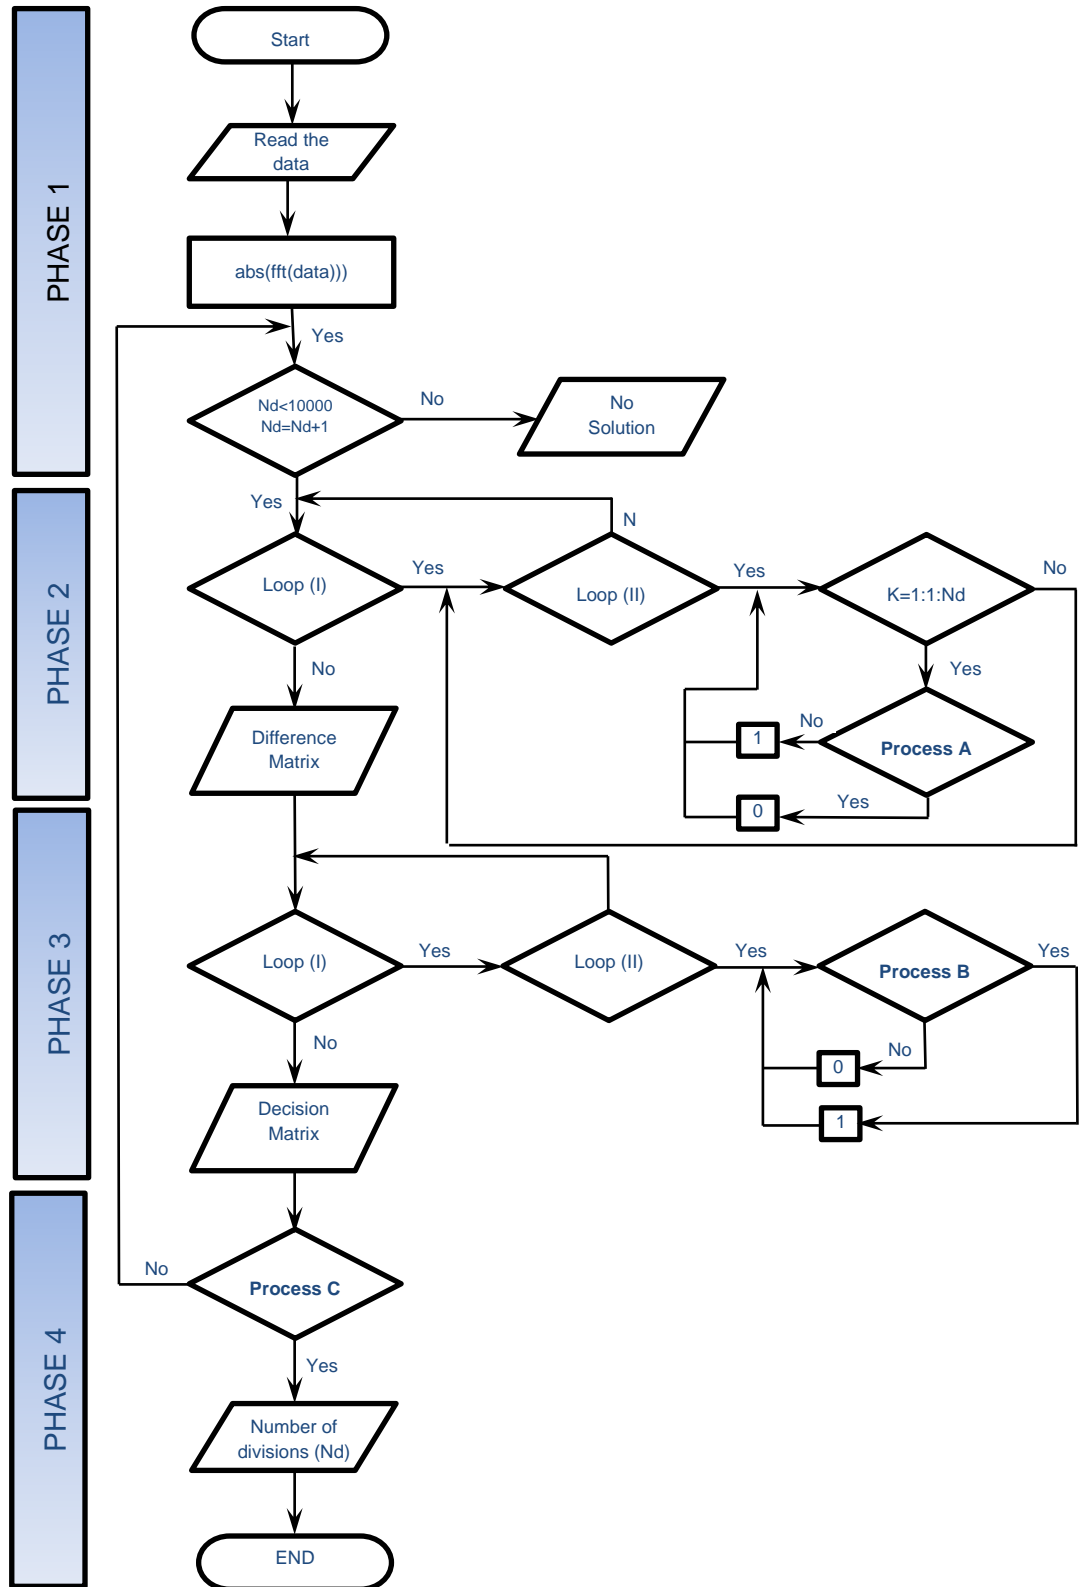 PHASE 1
Start
Read the
data
abs(fft(data)))
Yes
Nd<10000
Nd=Nd+1
No
No
Solution
PHASE 2
Yes
Loop (I)
Yes
N
Loop (II)
Yes
K=1:1:Nd
No
Yes
No
Difference
Matrix
Process A
No
1
Yes
0
PHASE 3
Loop (I)
Yes
Loop (II)
Yes
Process B
Yes
No
No
0
1
Decision
Matrix
PHASE 4
No
Process C
Yes
Number of
divisions (Nd)
END